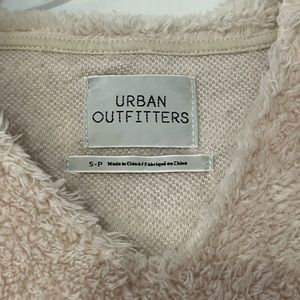 URBAN
OUTFITTERS
S-P Made in China/Fabriqué en Chine